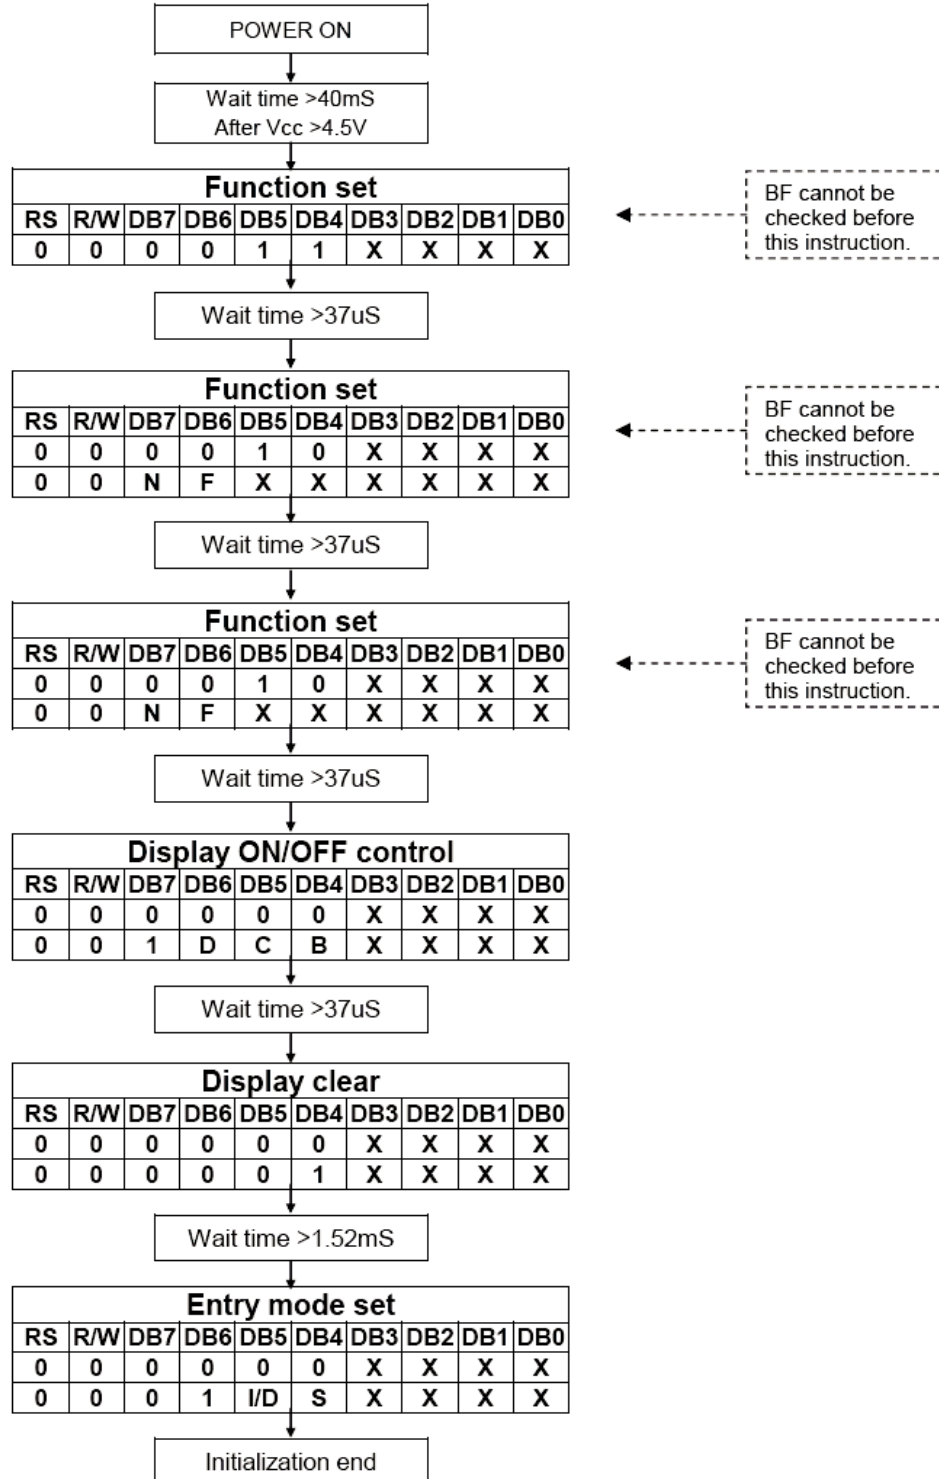 POWER ON
Wait time >40mS
After Vcc >4.5V
Function set
RS R/W DB7 DB6 DB5 DB4 DB3 DB2 DB1 DB0
0 0 0 0 1 1 X X X X
BF cannot be
checked before
this instruction.
Wait time >37uS
Function set
RS R/W DB7 DB6 DB5 DB4 DB3 DB2 DB1 DB0
0 0 0 0 1 0 X X X X
0 0 N F X X X X X X
BF cannot be
checked before
this instruction.
Wait time >37uS
Function set
RS R/W DB7 DB6 DB5 DB4 DB3 DB2 DB1 DB0
0 0 0 0 1 0 X X X X
0 0 N F X X X X X X
BF cannot be
checked before
this instruction.
Wait time >37uS
Display ON/OFF control
RS R/W DB7 DB6 DB5 DB4 DB3 DB2 DB1 DB0
0 0 0 0 0 0 X X X X
0 0 1 D C B X X X X
Wait time >37uS
Display clear
RS R/W DB7 DB6 DB5 DB4 DB3 DB2 DB1 DB0
0 0 0 0 0 0 X X X X
0 0 0 0 0 1 X X X X
Wait time >1.52mS
Entry mode set
RS R/W DB7 DB6 DB5 DB4 DB3 DB2 DB1 DB0
0 0 0 0 0 0 X X X X
0 0 0 1 I/D S X X X X
Initialization end